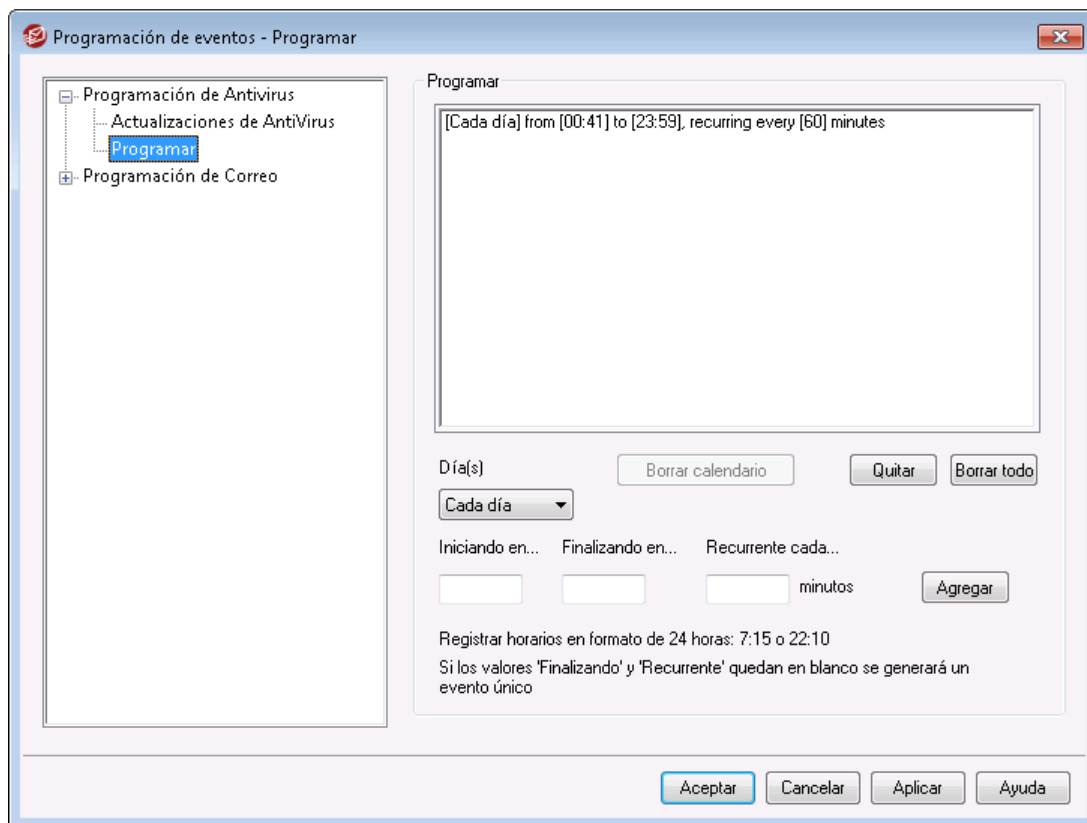 Programación de eventos - Programar
Programación de Antivirus
Actualizaciones de AntiVirus
Programar
Programación de Correo
Programar
[Cada día] from [00:41] to [23:59], recurring every [60] minutes
Día(s)
Borrar calendario
Quitar
Borrar todo
Cada día
Iniciando en...
Finalizando en...
Recurrente cada...
minutos
Agregar
Registrar horarios en formato de 24 horas: 7:15 o 22:10
Si los valores 'Finalizando' y 'Recurrente' quedan en blanco se generará un
evento único
Aceptar
Cancelar
Aplicar
Ayuda